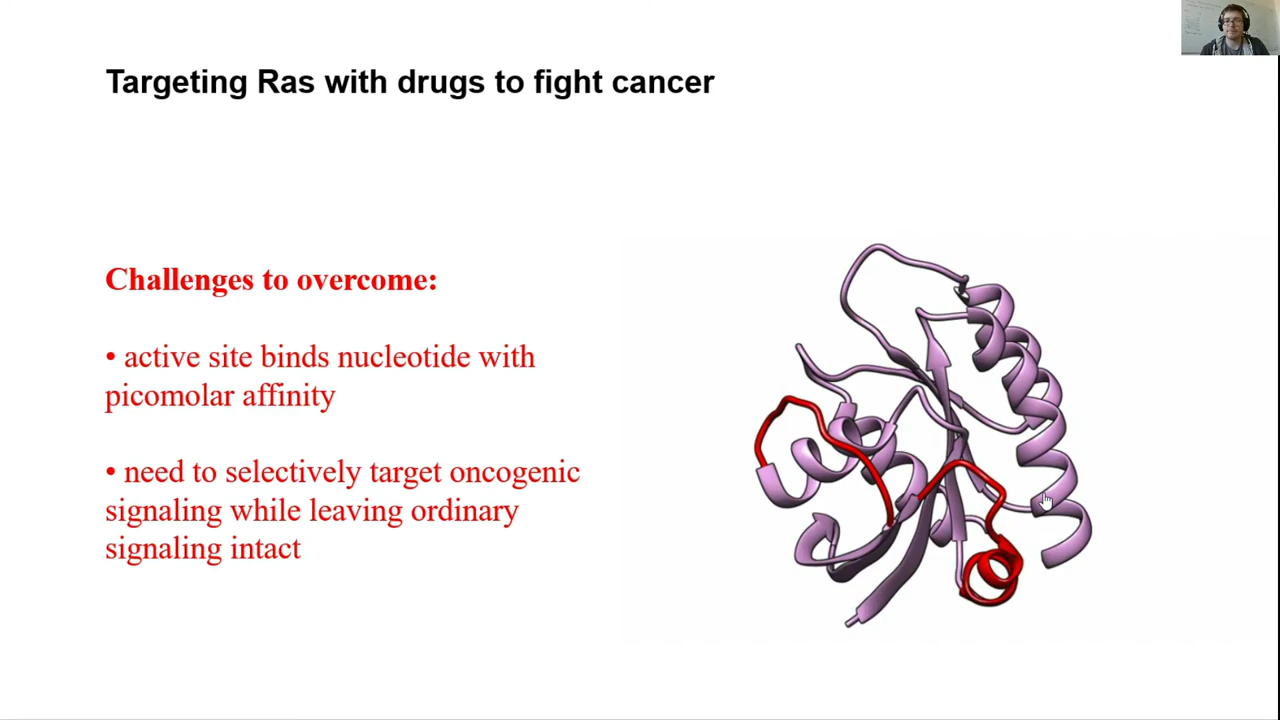 Targeting Ras with drugs to fight cancer
Challenges to overcome:
• active site binds nucleotide with
picomolar affinity
• need to selectively target oncogenic
signaling while leaving ordinary
signaling intact